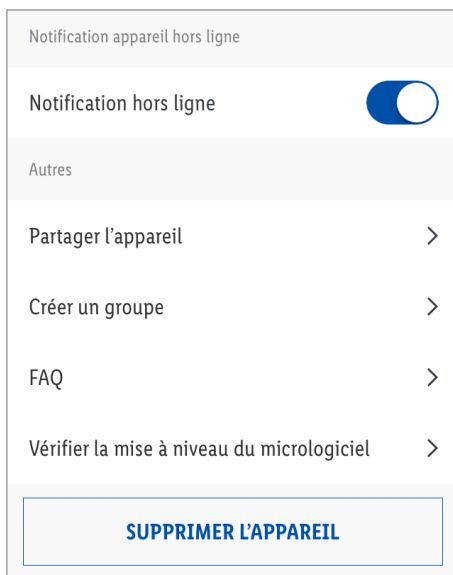 Notification appareil hors ligne
Notification hors ligne
Autres
Partager l’appareil
Créer un groupe
FAQ
Vérifier la mise à niveau du micrologiciel
SUPPRIMER L’APPAREIL